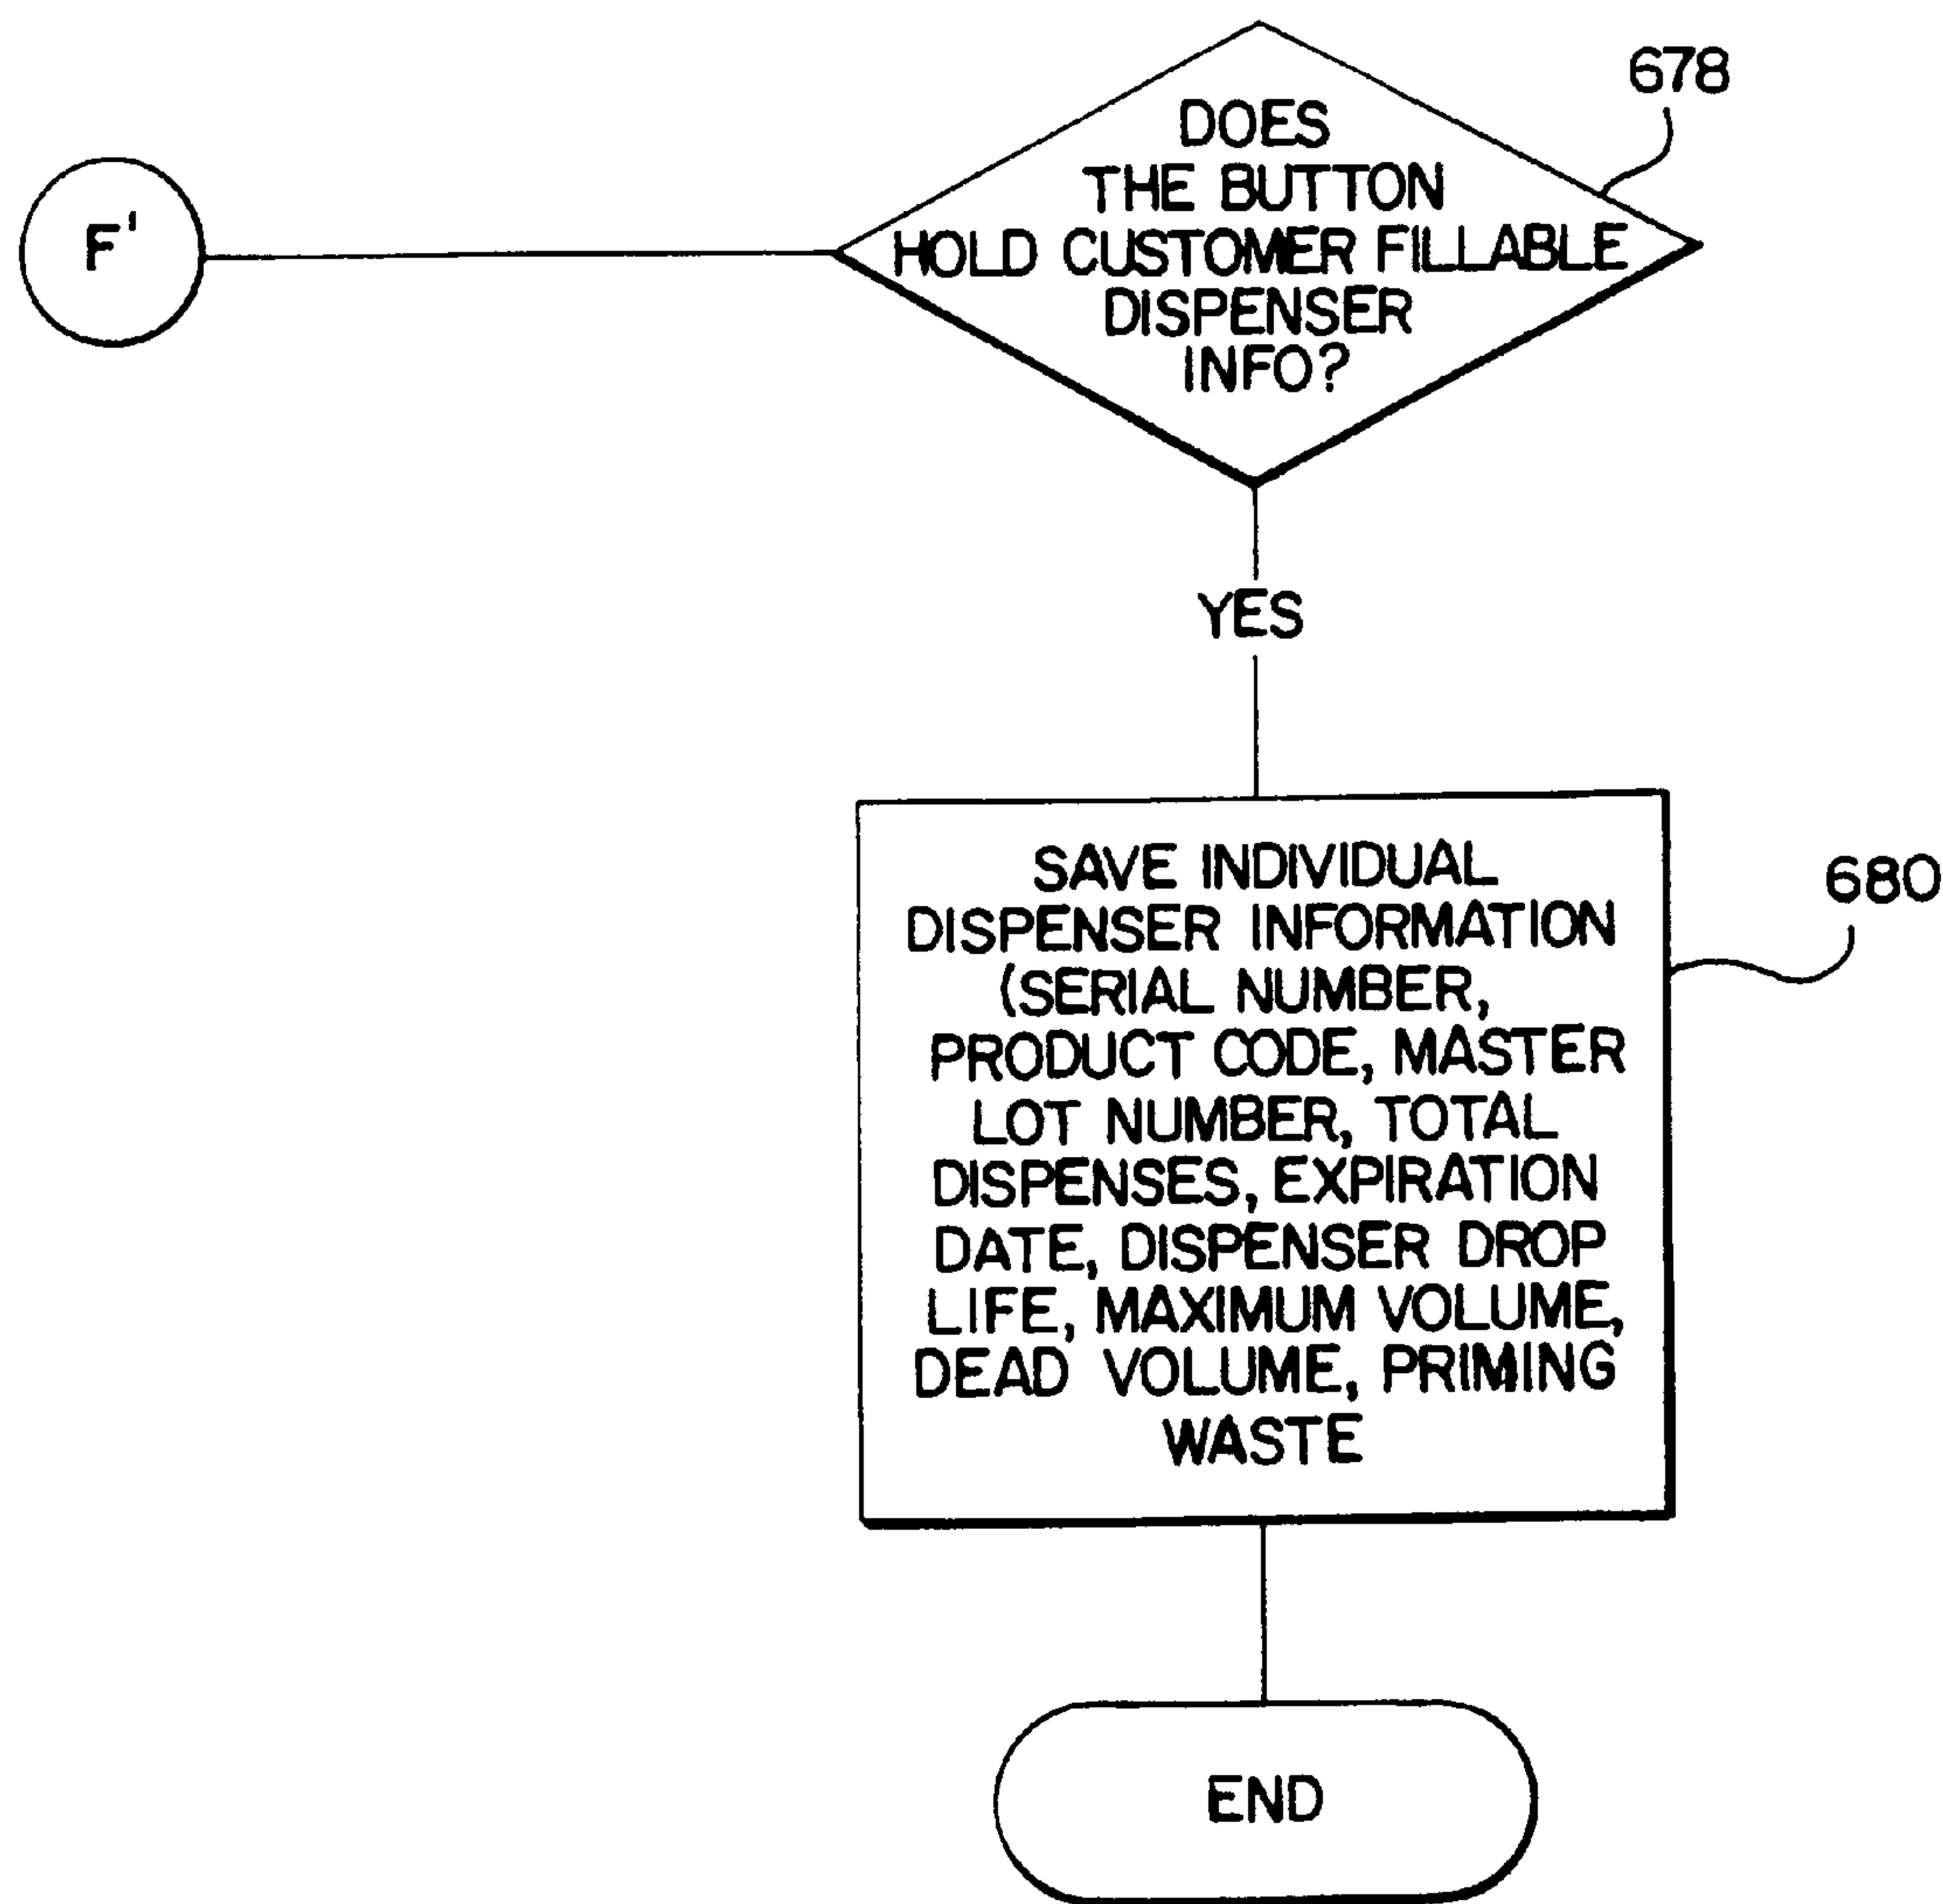 678
DOES
THE BUTTON
HOLD CUSTOMER FILLABLE
DISPENSER
INFO?
F'
YES
SAVE INDIVIDUAL
DISPENSER INFORMATION
(SERIAL NUMBER,
PRODUCT CODE, MASTER
LOT NUMBER, TOTAL
DISPENSES, EXPIRATION
DATE, DISPENSER DROP
LIFE, MAXIMUM VOLUME,
DEAD VOLUME, PRIMING
WASTE
680
END